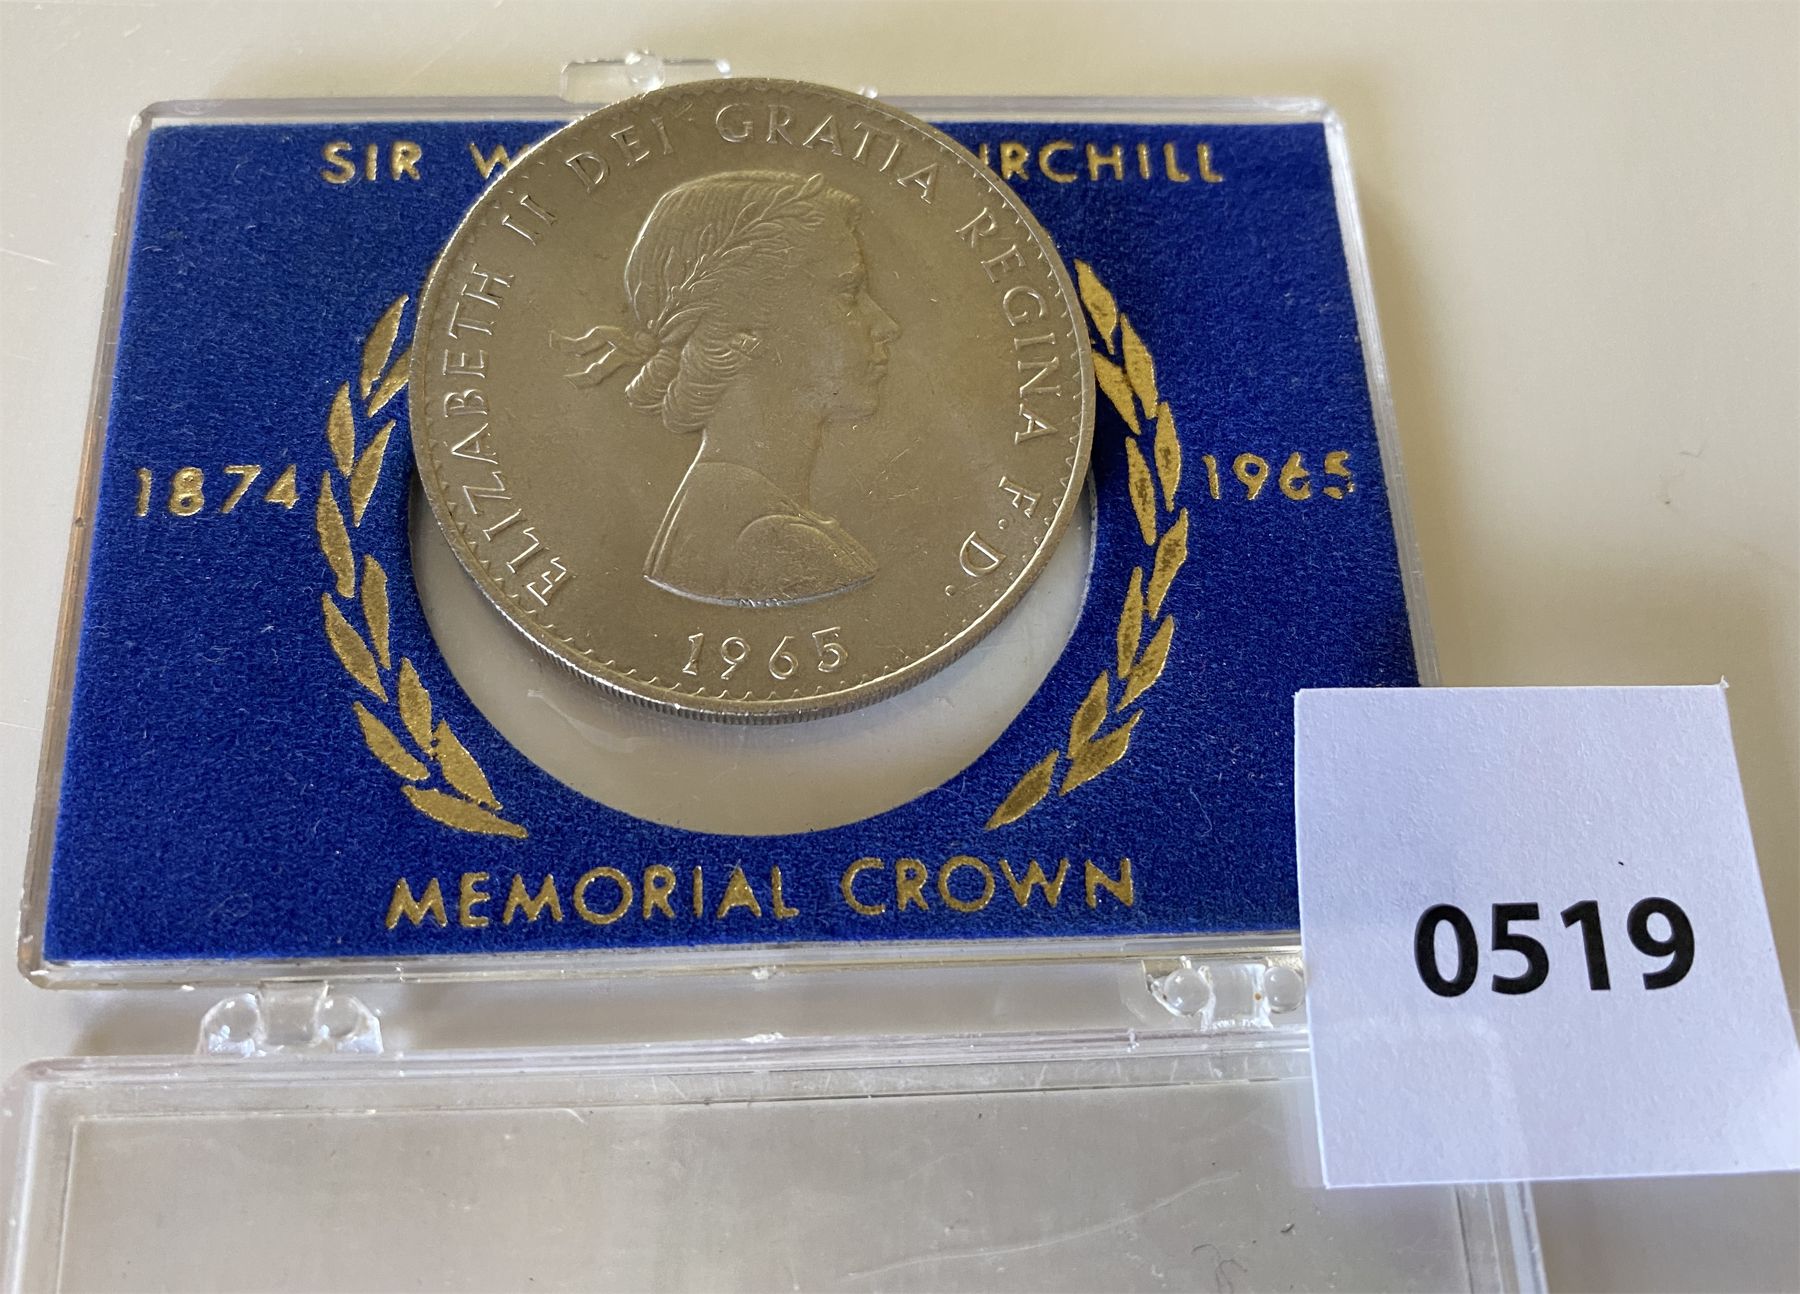 SIR W RCHILL
ELIZABETH II DEI GRATIA REGINA F·D·
1965
1874
1965
MEMORIAL CROWN
0519